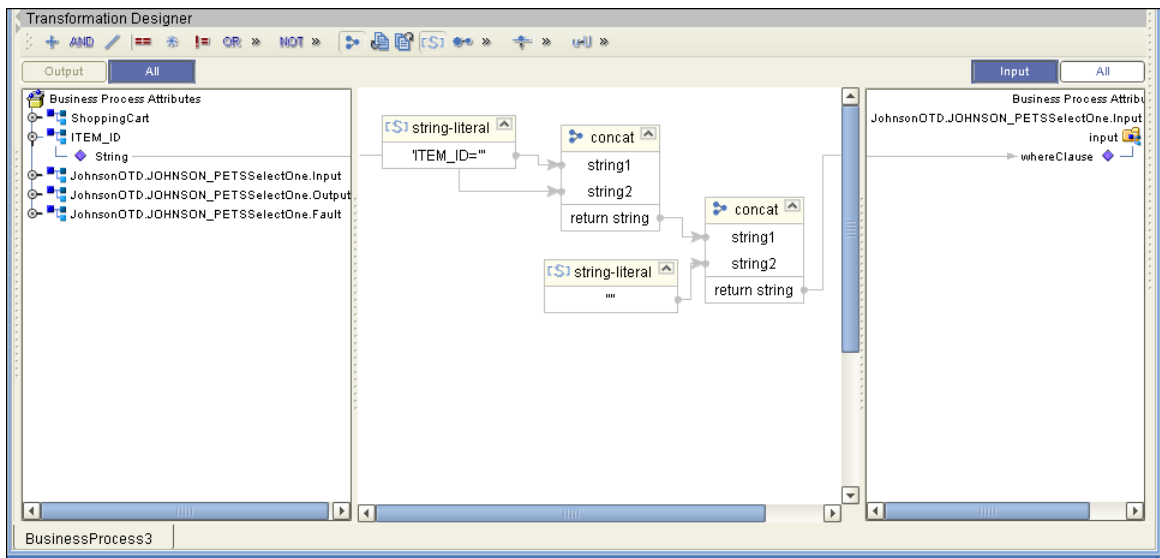 Transformation Designer
AND == != OR » NOT » [S] » » »
Output All Input All
Business Process Attributes
ShoppingCart
ITEM_ID
String
JohnsonOTD.JOHNSON_PETSSelectOne.Input
JohnsonOTD.JOHNSON_PETSSelectOne.Output
JohnsonOTD.JOHNSON_PETSSelectOne.Fault
[S] string-literal
'ITEM_ID='"
concat
string1
string2
return string
[S] string-literal
""
concat
string1
string2
return string
Business Process Attribu
JohnsonOTD.JOHNSON_PETSSelectOne.Input
input
whereClause
BusinessProcess3